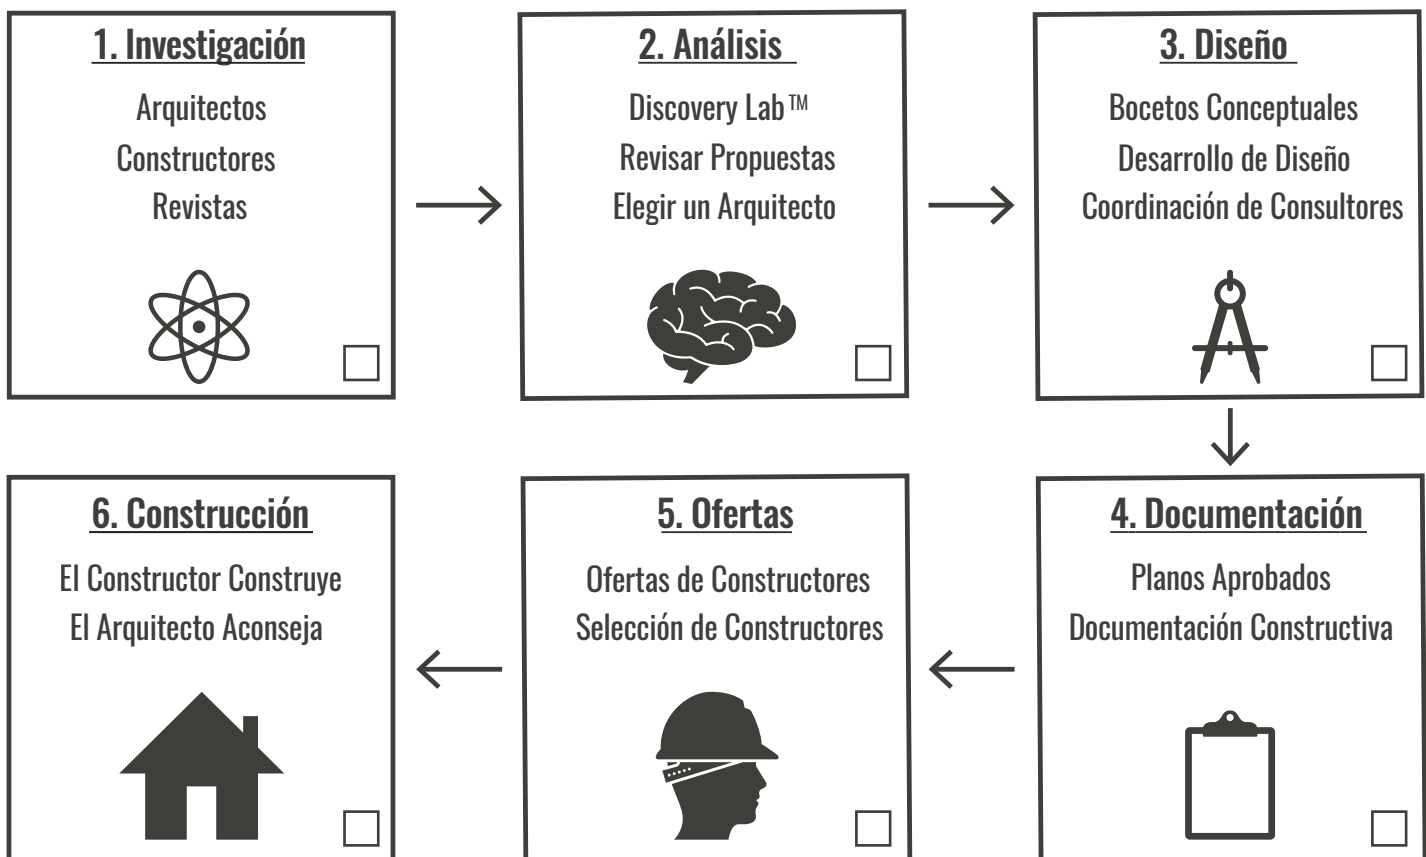 1. Investigación
Arquitectos
Constructores
Revistas
2. Análisis
Discovery Lab™
Revisar Propuestas
Elegir un Arquitecto
3. Diseño
Bocetos Conceptuales
Desarrollo de Diseño
Coordinación de Consultores
4. Documentación
Planos Aprobados
Documentación Constructiva
5. Ofertas
Ofertas de Constructores
Selección de Constructores
6. Construcción
El Constructor Construye
El Arquitecto Aconseja